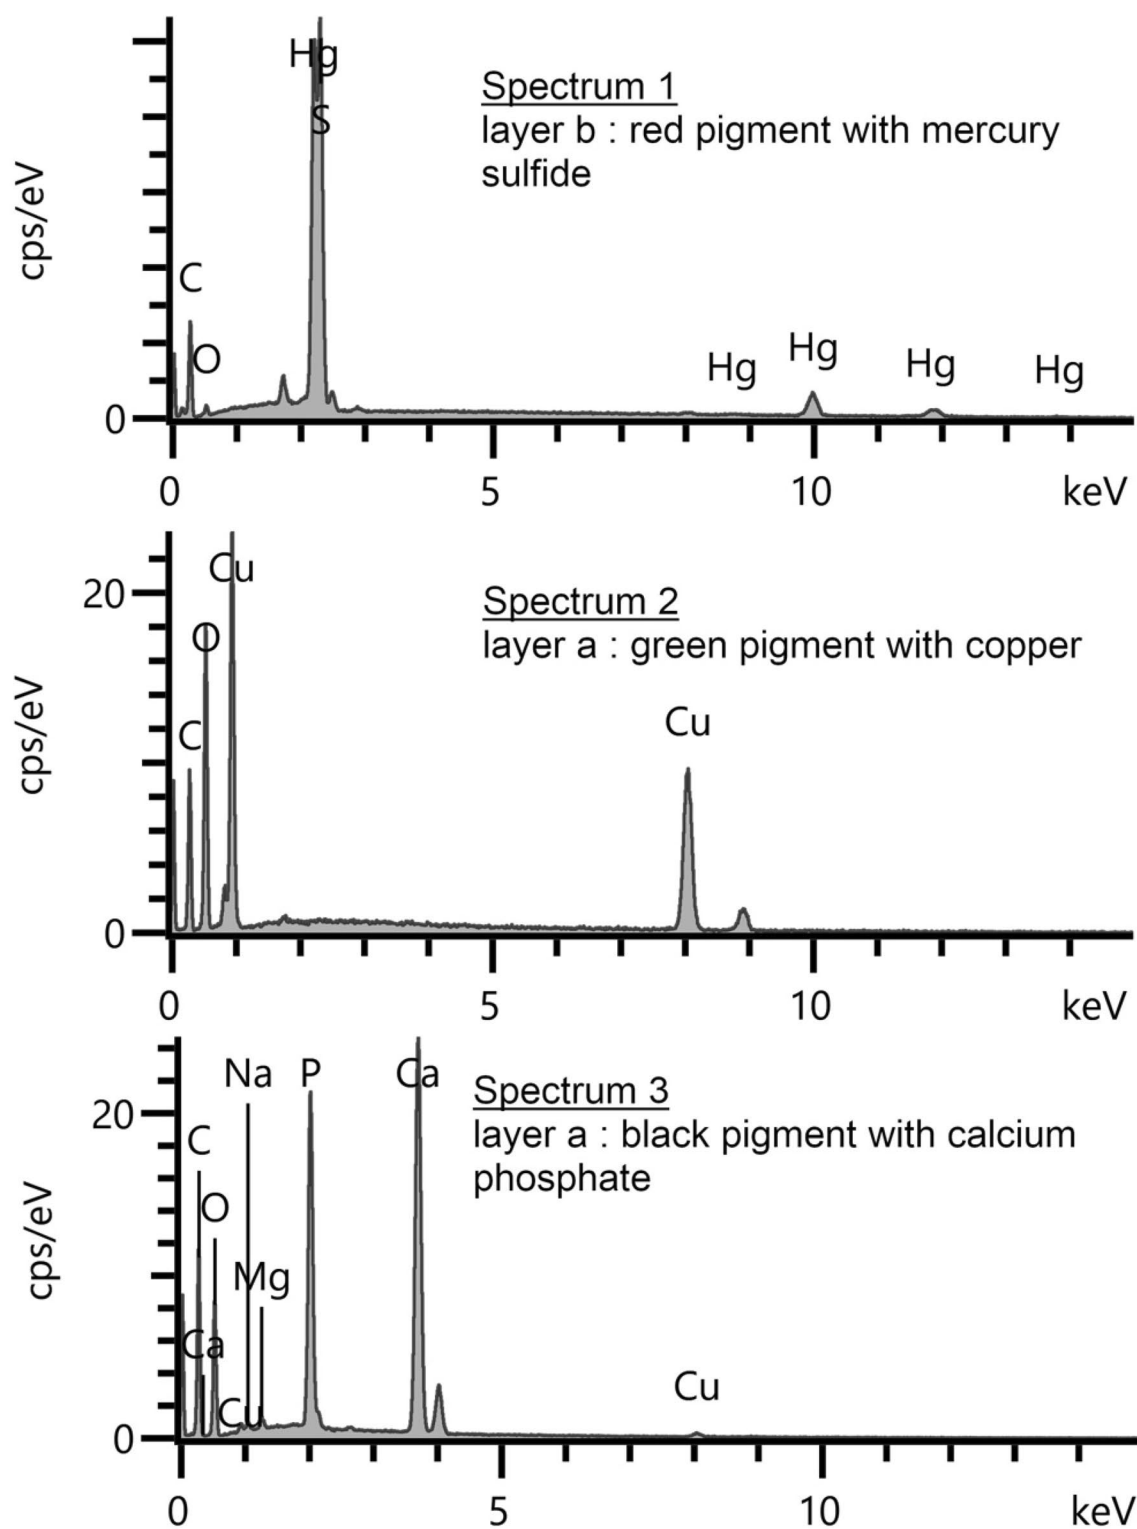 Hg
S
Spectrum 1
layer b : red pigment with mercury
sulfide
cps/eV
C
O
Hg
Hg
Hg
Hg
0
0
5
10
keV
Cu
20
O
C
Spectrum 2
layer a : green pigment with copper
cps/eV
Cu
0
0
5
10
keV
Na
P
Ca
20
C
O
Mg
Ca
Cu
Spectrum 3
layer a : black pigment with calcium
phosphate
cps/eV
Cu
0
0
5
10
keV